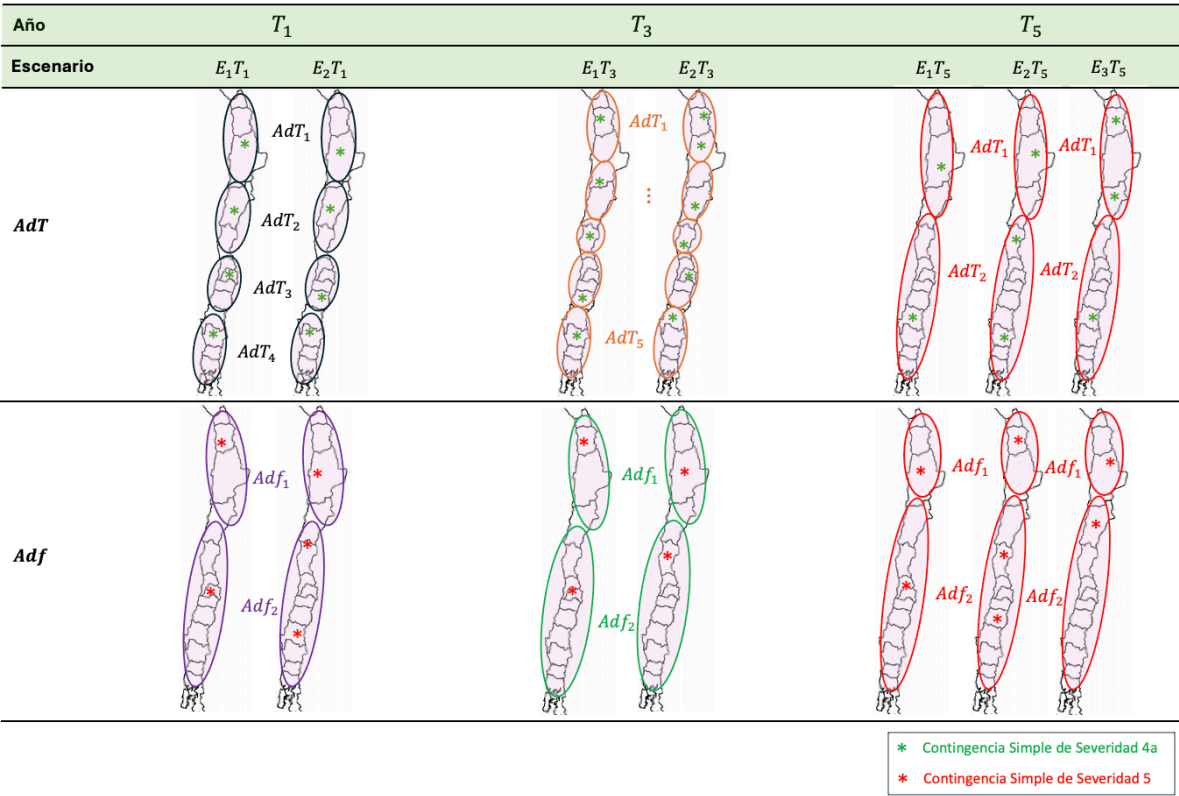 Año T₁ T₃ T₅
Escenario E₁T₁ E₂T₁ E₁T₃ E₂T₃ E₁T₅ E₂T₅ E₃T₅
AdT
AdT₁
AdT₂
AdT₃
AdT₄
AdT₁
⋮
AdT₅
AdT₁ AdT₁
AdT₂ AdT₂
Adf
Adf₁
Adf₂
Adf₁
Adf₂
Adf₁ Adf₁
Adf₂ Adf₂
* Contingencia Simple de Severidad 4a
* Contingencia Simple de Severidad 5